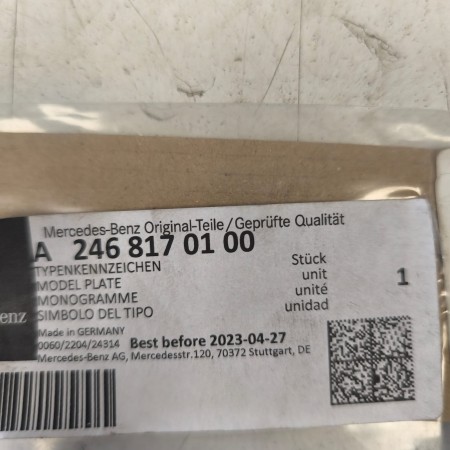 Mercedes-Benz Original-Teile/Geprüfte Qualität
A 246 817 01 00
TYPENKENNZEICHEN
MODEL PLATE
MONOGRAMME
SIMBOLO DEL TIPO
Stück
unit
unité
unidad
1
enz
Made in GERMANY
0060/2204/24314 Best before 2023-04-27
Mercedes-Benz AG, Mercedesstr.120, 70372 Stuttgart, DE